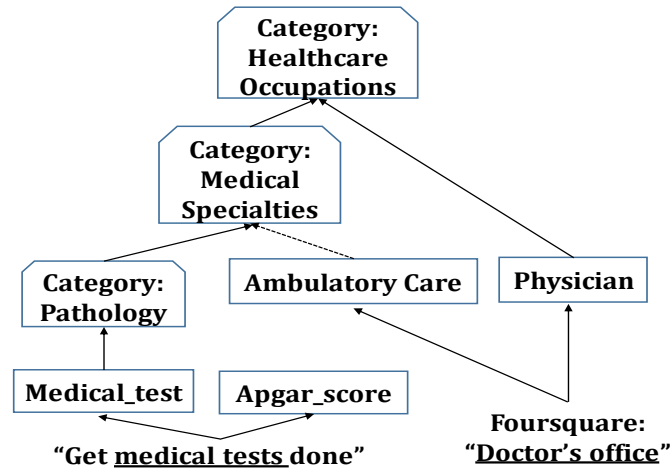 Category:
Healthcare
Occupations
Category:
Medical
Specialties
Category:
Pathology
Ambulatory Care
Physician
Medical_test
Apgar_score
“Get medical tests done”
Foursquare:
“Doctor’s office”